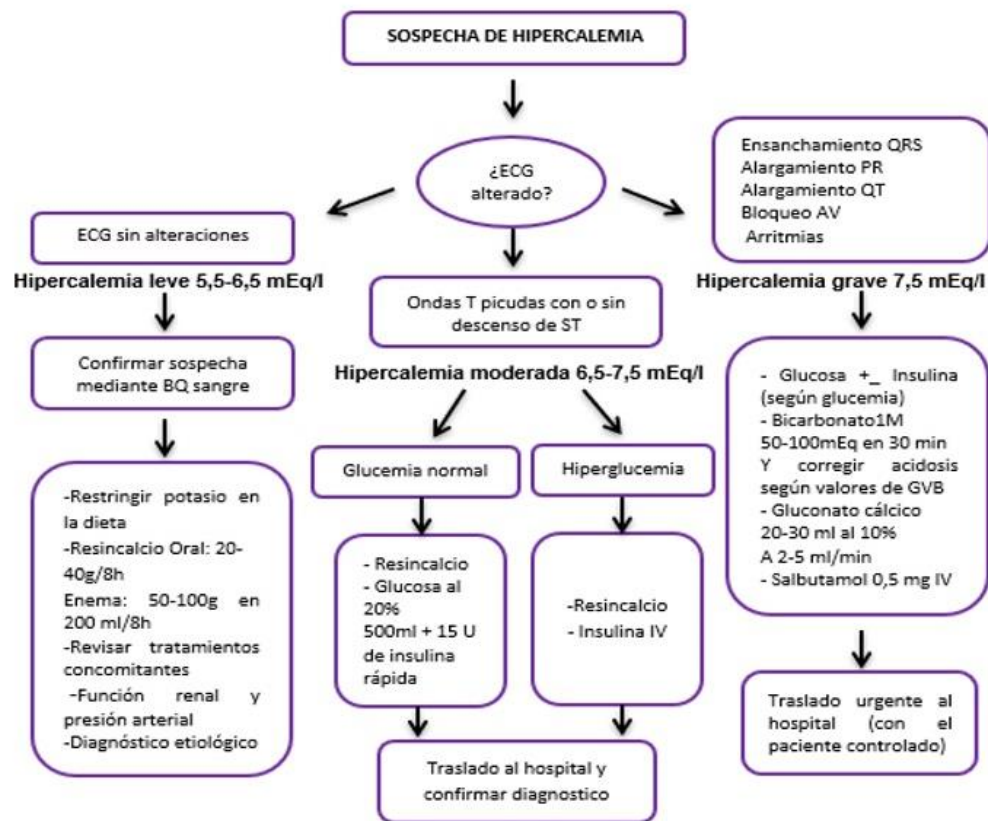 SOSPECHA DE HIPERCALEMIA
¿ECG
alterado?
ECG sin alteraciones
Hipercalemia leve 5,5-6,5 mEq/l
Confirmar sospecha
mediante BQ sangre
-Restringir potasio en
la dieta
-Resincalcio Oral: 20-
40g/8h
Enema: 50-100g en
200 ml/8h
-Revisar tratamientos
concomitantes
-Función renal y
presión arterial
-Diagnóstico etiológico
Ondas T picudas con o sin
descenso de ST
Hipercalemia moderada 6,5-7,5 mEq/l
Glucemia normal
- Resincalcio
- Glucosa al
20%
500ml + 15 U
de insulina
rápida
Hiperglucemia
-Resincalcio
- Insulina IV
Traslado al hospital y
confirmar diagnostico
Ensanchamiento QRS
Alargamiento PR
Alargamiento QT
Bloqueo AV
Arritmias
Hipercalemia grave 7,5 mEq/l
- Glucosa +_ Insulina
(según glucemia)
- Bicarbonato1M
50-100mEq en 30 min
Y corregir acidosis
según valores de GVB
- Gluconato cálcico
20-30 ml al 10%
A 2-5 ml/min
- Salbutamol 0,5 mg IV
Traslado urgente al
hospital (con el
paciente controlado)